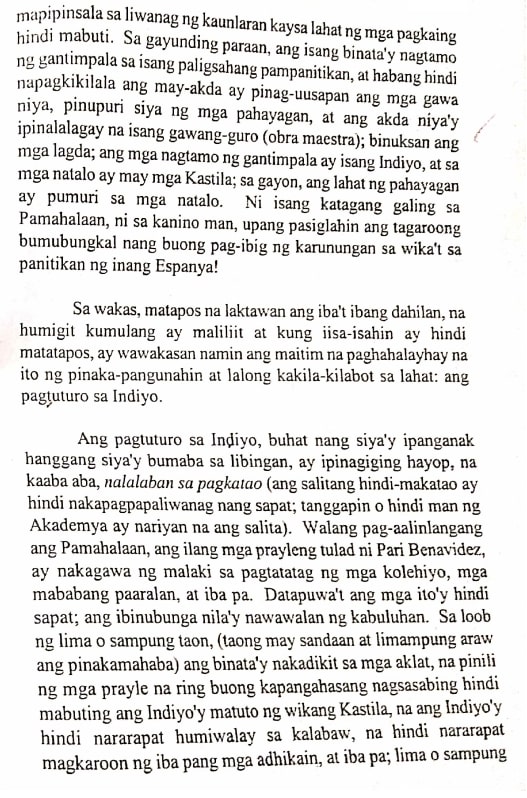 mapipinsala sa liwanag ng kaunlaran kaysa lahat ng mga pagkaing
hindi mabuti. Sa gayunding paraan, ang isang binata'y nagtamo
ng gantimpala sa isang paligsahang pampanitikan, at habang hindi
napagkikilala ang may-akda ay pinag-uusapan ang mga gawa
niya, pinupuri siya ng mga pahayagan, at ang akda niya'y
ipinalalagay na isang gawang-guro (obra maestra); binuksan ang
mga lagda; ang mga nagtamo ng gantimpala ay isang Indiyo, at sa
mga natalo ay may mga Kastila; sa gayon, ang lahat ng pahayagan
ay pumuri sa mga natalo. Ni isang katagang galing sa
Pamahalaan, ni sa kanino man, upang pasiglahin ang tagaroong
bumubungkal nang buong pag-ibig ng karunungan sa wika't sa
panitikan ng inang Espanya!
Sa wakas, matapos na laktawan ang iba't ibang dahilan, na
humigit kumulang ay maliliit at kung iisa-isahin ay hindi
matatapos, ay wawakasan namin ang maitim na paghahalayhay na
ito ng pinaka-pangunahin at lalong kakila-kilabot sa lahat: ang
pagtuturo sa Indiyo.
Ang pagtuturo sa Indiyo, buhat nang siya'y ipanganak
hanggang siya'y bumaba sa libingan, ay ipinagiging hayop, na
kaaba aba, nalalaban sa pagkatao (ang salitang hindi-makatao ay
hindi nakapagpapaliwanag nang sapat; tanggapin o hindi man ng
Akademya ay nariyan na ang salita). Walang pag-aalinlangang
ang Pamahalaan, ang ilang mga prayleng tulad ni Pari Benavidez,
ay nakagawa ng malaki sa pagtatatag ng mga kolehiyo, mga
mababang paaralan, at iba pa. Datapuwa't ang mga ito'y hindi
sapat; ang ibinubunga nila'y nawawalan ng kabuluhan. Sa loob
ng lima o sampung taon, (taong may sandaan at limampung araw
ang pinakamahaba) ang binata'y nakadikit sa mga aklat, na pinili
ng mga prayle na ring buong kapangahasang nagsasabing hindi
mabuting ang Indiyo'y matuto ng wikang Kastila, na ang Indiyo'y
hindi nararapat humiwalay sa kalabaw, na hindi nararapat
magkaroon ng iba pang mga adhikain, at iba pa; lima o sampung